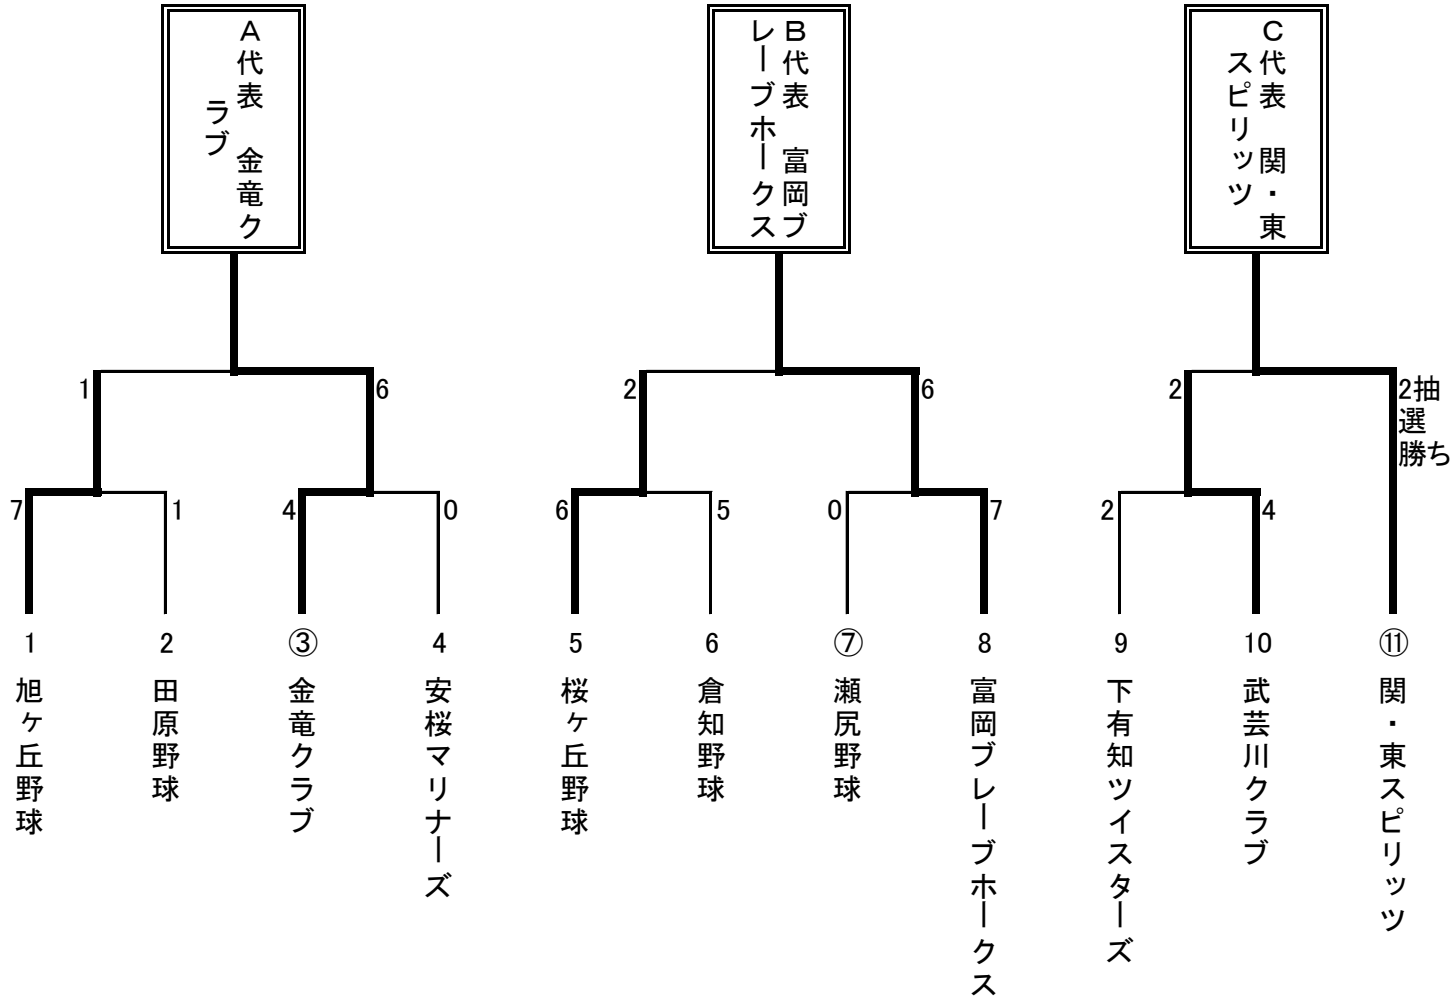 A代表　金竜ク
ラブ
B代表　富岡ブ
レーブホークス
C代表　関・東
スピリッツ
1
6
2
6
2
2抽
選
勝ち
7
1
4
0
6
5
0
7
2
4
1
2
③
4
5
6
⑦
8
9
10
⑪
旭ヶ丘野球
田原野球
金竜クラブ
安桜マリナーズ
桜ヶ丘野球
倉知野球
瀬尻野球
富岡ブレーブホークス
下有知ツイスターズ
武芸川クラブ
関・東スピリッツ